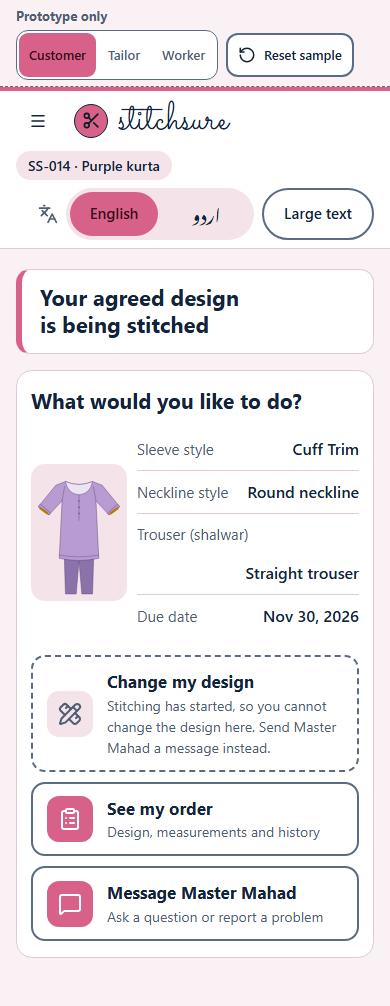 Prototype only
Customer Tailor Worker Reset sample
stitchsure
SS-014 · Purple kurta
English اردو Large text
Your agreed design
is being stitched
What would you like to do?
Sleeve style Cuff Trim
Neckline style Round neckline
Trouser (shalwar)
Straight trouser
Due date Nov 30, 2026
Change my design
Stitching has started, so you cannot
change the design here. Send Master
Mahad a message instead.
See my order
Design, measurements and history
Message Master Mahad
Ask a question or report a problem